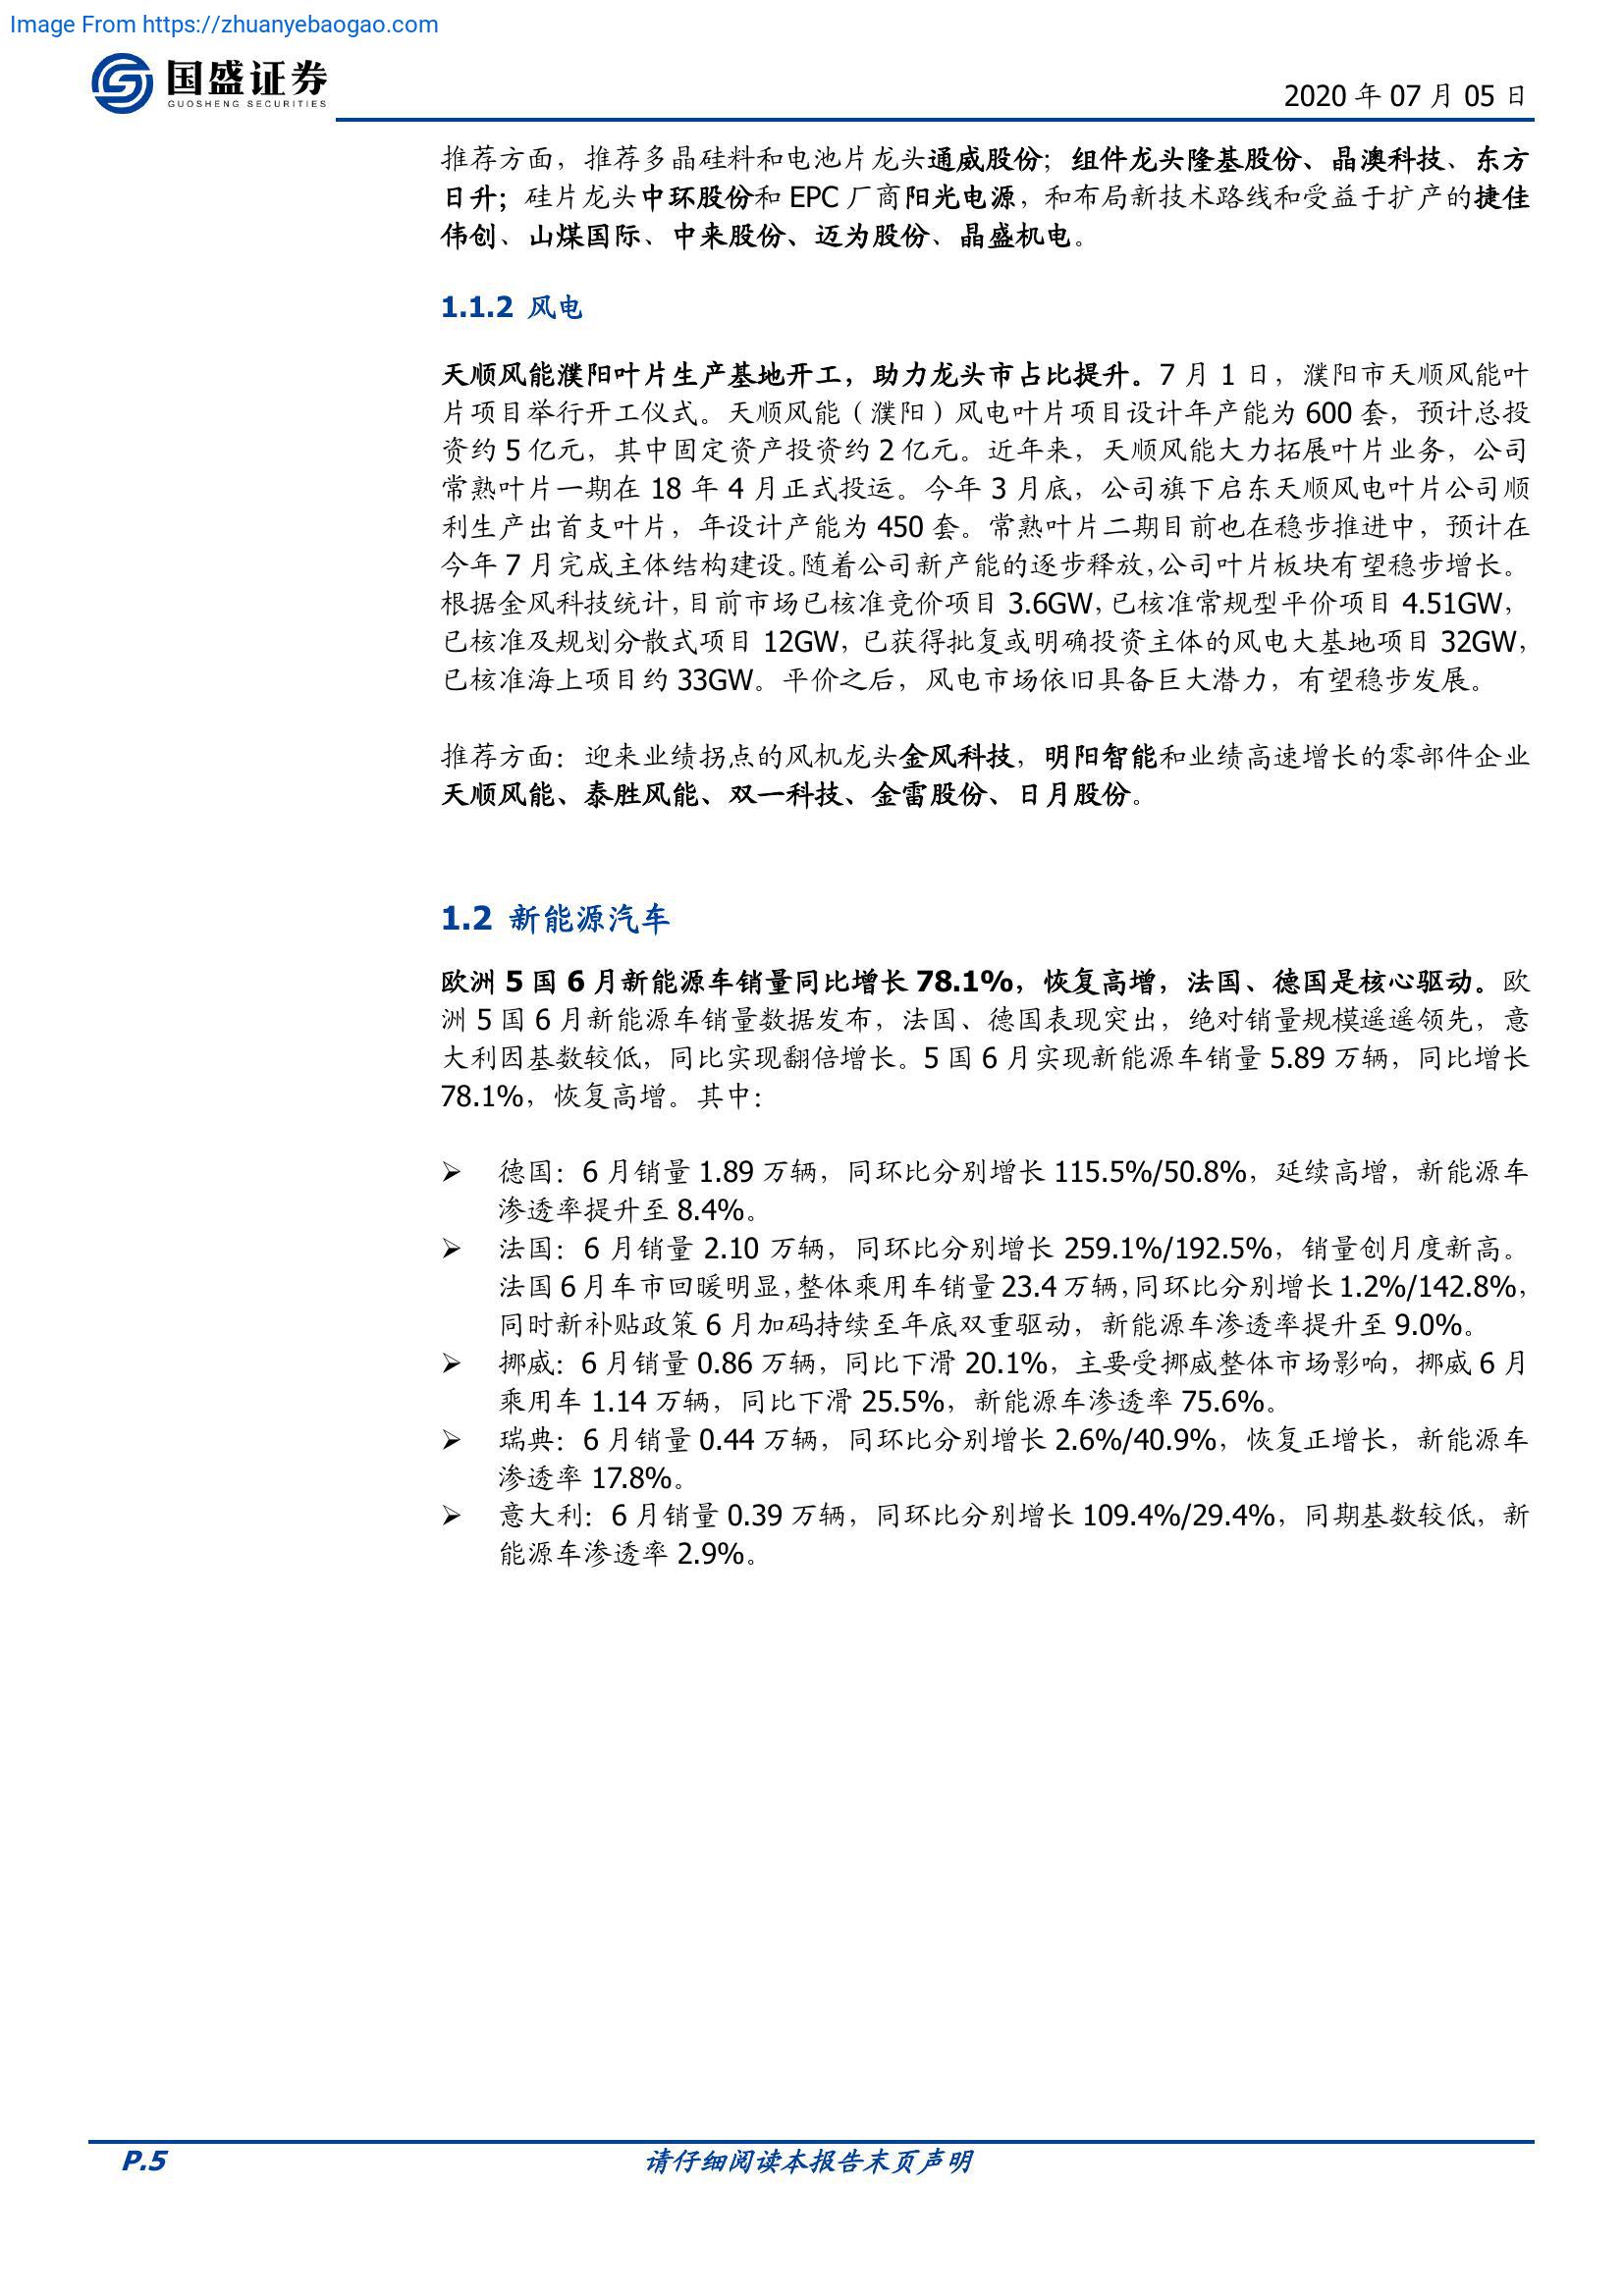 Image From https://zhuanyebaogao.com
国盛证券
GUOSHENG SECURITIES
2020 年 07 月 05 日
推荐方面，推荐多晶硅料和电池片龙头通威股份；组件龙头隆基股份、晶澳科技、东方
日升；硅片龙头中环股份和 EPC 厂商阳光电源，和布局新技术路线和受益于扩产的捷佳
伟创、山煤国际、中来股份、迈为股份、晶盛机电。
1.1.2 风电
天顺风能濮阳叶片生产基地开工，助力龙头市占比提升。7 月 1 日，濮阳市天顺风能叶
片项目举行开工仪式。天顺风能（濮阳）风电叶片项目设计年产能为 600 套，预计总投
资约 5 亿元，其中固定资产投资约 2 亿元。近年来，天顺风能大力拓展叶片业务，公司
常熟叶片一期在 18 年 4 月正式投运。今年 3 月底，公司旗下启东天顺风电叶片公司顺
利生产出首支叶片，年设计产能为 450 套。常熟叶片二期目前也在稳步推进中，预计在
今年 7 月完成主体结构建设。随着公司新产能的逐步释放，公司叶片板块有望稳步增长。
根据金风科技统计，目前市场已核准竞价项目 3.6GW，已核准常规型平价项目 4.51GW，
已核准及规划分散式项目 12GW，已获得批复或明确投资主体的风电大基地项目 32GW，
已核准海上项目约 33GW。平价之后，风电市场依旧具备巨大潜力，有望稳步发展。
推荐方面：迎来业绩拐点的风机龙头金风科技，明阳智能和业绩高速增长的零部件企业
天顺风能、泰胜风能、双一科技、金雷股份、日月股份。
1.2 新能源汽车
欧洲 5 国 6 月新能源车销量同比增长 78.1%，恢复高增，法国、德国是核心驱动。欧
洲 5 国 6 月新能源车销量数据发布，法国、德国表现突出，绝对销量规模遥遥领先，意
大利因基数较低，同比实现翻倍增长。5 国 6 月实现新能源车销量 5.89 万辆，同比增长
78.1%，恢复高增。其中：
➢ 德国：6 月销量 1.89 万辆，同环比分别增长 115.5%/50.8%，延续高增，新能源车
渗透率提升至 8.4%。
➢ 法国：6 月销量 2.10 万辆，同环比分别增长 259.1%/192.5%，销量创月度新高。
法国 6 月车市回暖明显，整体乘用车销量 23.4 万辆，同环比分别增长 1.2%/142.8%，
同时新补贴政策 6 月加码持续至年底双重驱动，新能源车渗透率提升至 9.0%。
➢ 挪威：6 月销量 0.86 万辆，同比下滑 20.1%，主要受挪威整体市场影响，挪威 6 月
乘用车 1.14 万辆，同比下滑 25.5%，新能源车渗透率 75.6%。
➢ 瑞典：6 月销量 0.44 万辆，同环比分别增长 2.6%/40.9%，恢复正增长，新能源车
渗透率 17.8%。
➢ 意大利：6 月销量 0.39 万辆，同环比分别增长 109.4%/29.4%，同期基数较低，新
能源车渗透率 2.9%。
P.5
请仔细阅读本报告末页声明